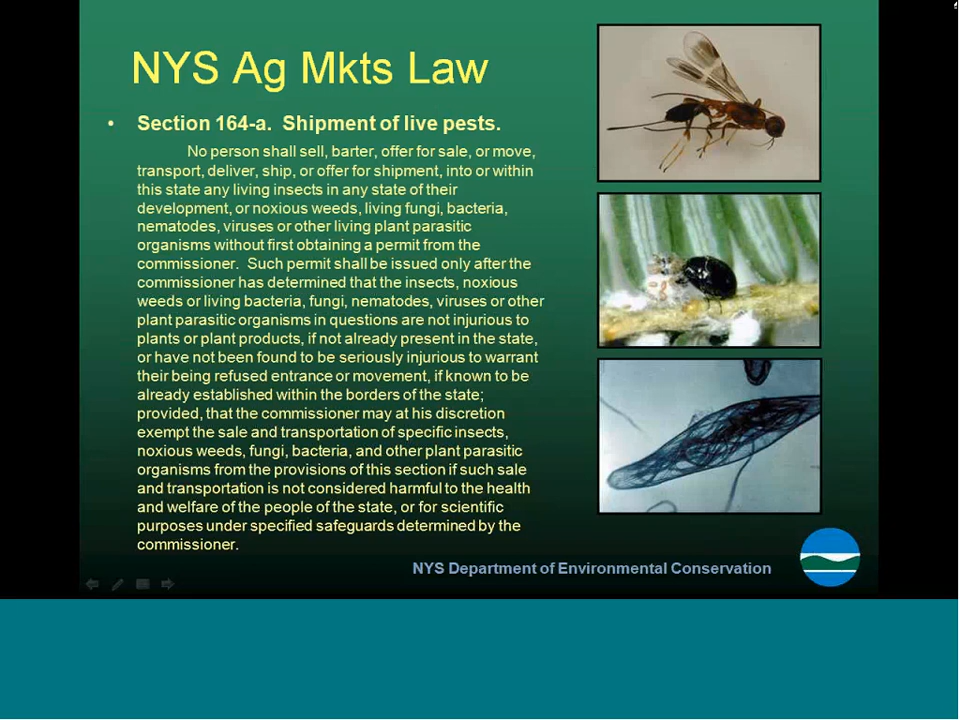 NYS Ag Mkts Law
• Section 164-a. Shipment of live pests.
No person shall sell, barter, offer for sale, or move,
transport, deliver, ship, or offer for shipment, into or within
this state any living insects in any state of their
development, or noxious weeds, living fungi, bacteria,
nematodes, viruses or other living plant parasitic
organisms without first obtaining a permit from the
commissioner. Such permit shall be issued only after the
commissioner has determined that the insects, noxious
weeds or living bacteria, fungi, nematodes, viruses or other
plant parasitic organisms in questions are not injurious to
plants or plant products, if not already present in the state,
or have not been found to be seriously injurious to warrant
their being refused entrance or movement, if known to be
already established within the borders of the state;
provided, that the commissioner may at his discretion
exempt the sale and transportation of specific insects,
noxious weeds, fungi, bacteria, and other plant parasitic
organisms from the provisions of this section if such sale
and transportation is not considered harmful to the health
and welfare of the people of the state, or for scientific
purposes under specified safeguards determined by the
commissioner.
NYS Department of Environmental Conservation